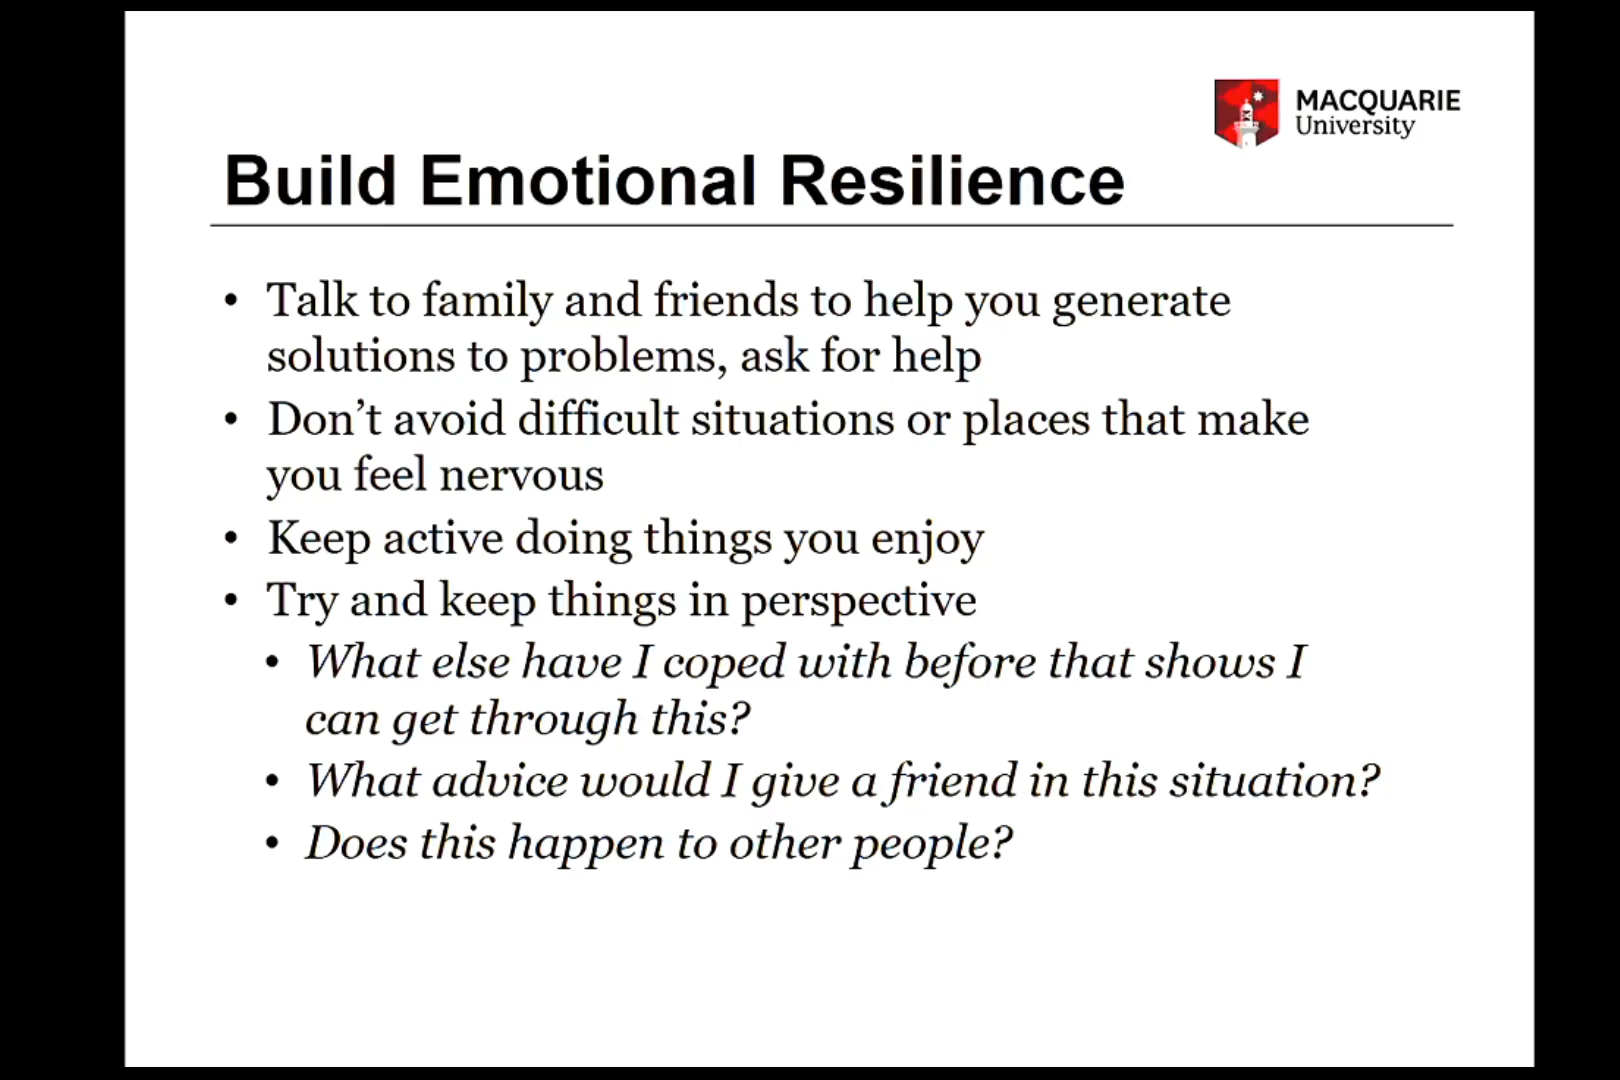 MACQUARIE
University
Build Emotional Resilience
• Talk to family and friends to help you generate
solutions to problems, ask for help
• Don’t avoid difficult situations or places that make
you feel nervous
• Keep active doing things you enjoy
• Try and keep things in perspective
• What else have I coped with before that shows I
can get through this?
• What advice would I give a friend in this situation?
• Does this happen to other people?